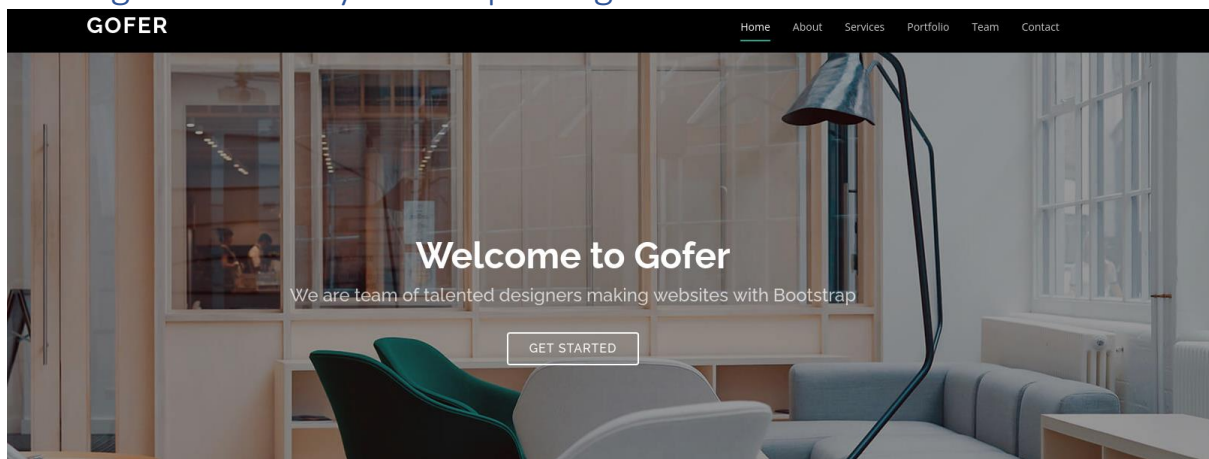 GOFER
Home About Services Portfolio Team Contact
Welcome to Gofer
We are team of talented designers making websites with Bootstrap
GET STARTED